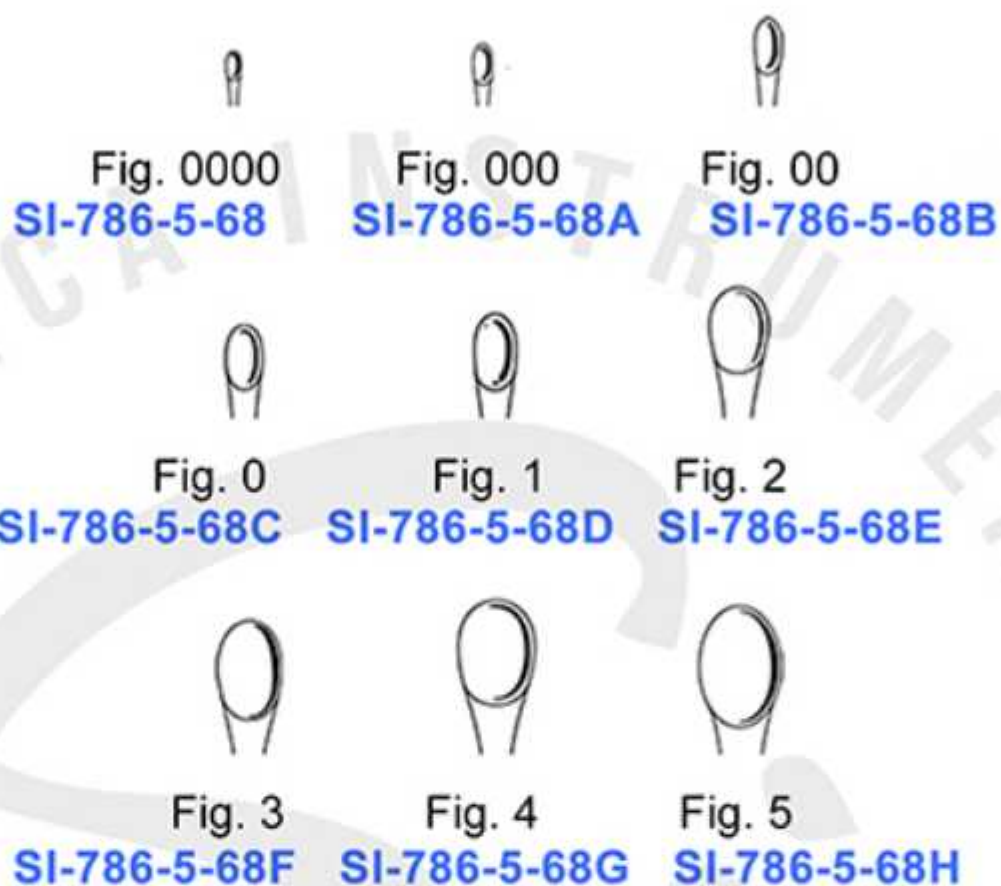 Fig. 0000 Fig. 000 Fig. 00
SI-786-5-68 SI-786-5-68A SI-786-5-68B
Fig. 0 Fig. 1 Fig. 2
SI-786-5-68C SI-786-5-68D SI-786-5-68E
Fig. 3 Fig. 4 Fig. 5
SI-786-5-68F SI-786-5-68G SI-786-5-68H